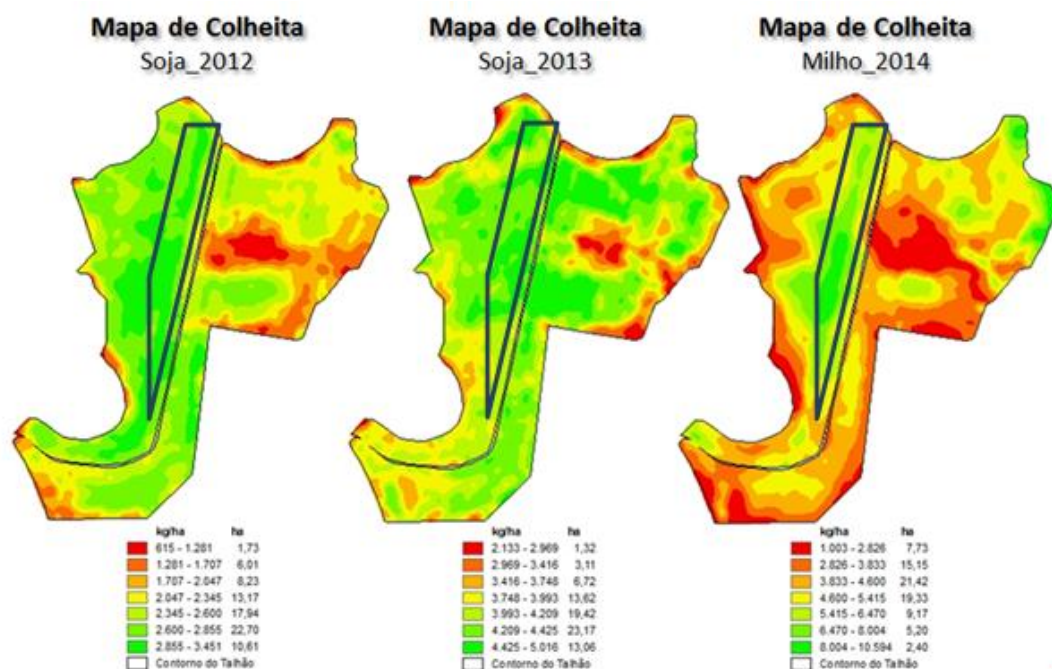 Mapa de Colheita
Soja_2012
kg/ha ha
615 - 1.281 1,73
1.281 - 1.707 6,01
1.707 - 2.047 8,23
2.047 - 2.345 13,17
2.345 - 2.600 17,94
2.600 - 2.855 22,70
2.855 - 3.451 10,61
Contorno do Talhão
Mapa de Colheita
Soja_2013
kg/ha ha
2.133 - 2.969 1,32
2.969 - 3.416 3,11
3.416 - 3.748 6,72
3.748 - 3.993 13,62
3.993 - 4.209 19,42
4.209 - 4.425 23,17
4.425 - 5.016 13,06
Contorno do Talhão
Mapa de Colheita
Milho_2014
kg/ha ha
1.003 - 2.826 7,73
2.826 - 3.833 15,15
3.833 - 4.600 21,42
4.600 - 5.415 19,33
5.415 - 6.470 9,17
6.470 - 8.004 5,20
8.004 - 10.594 2,40
Contorno do Talhão